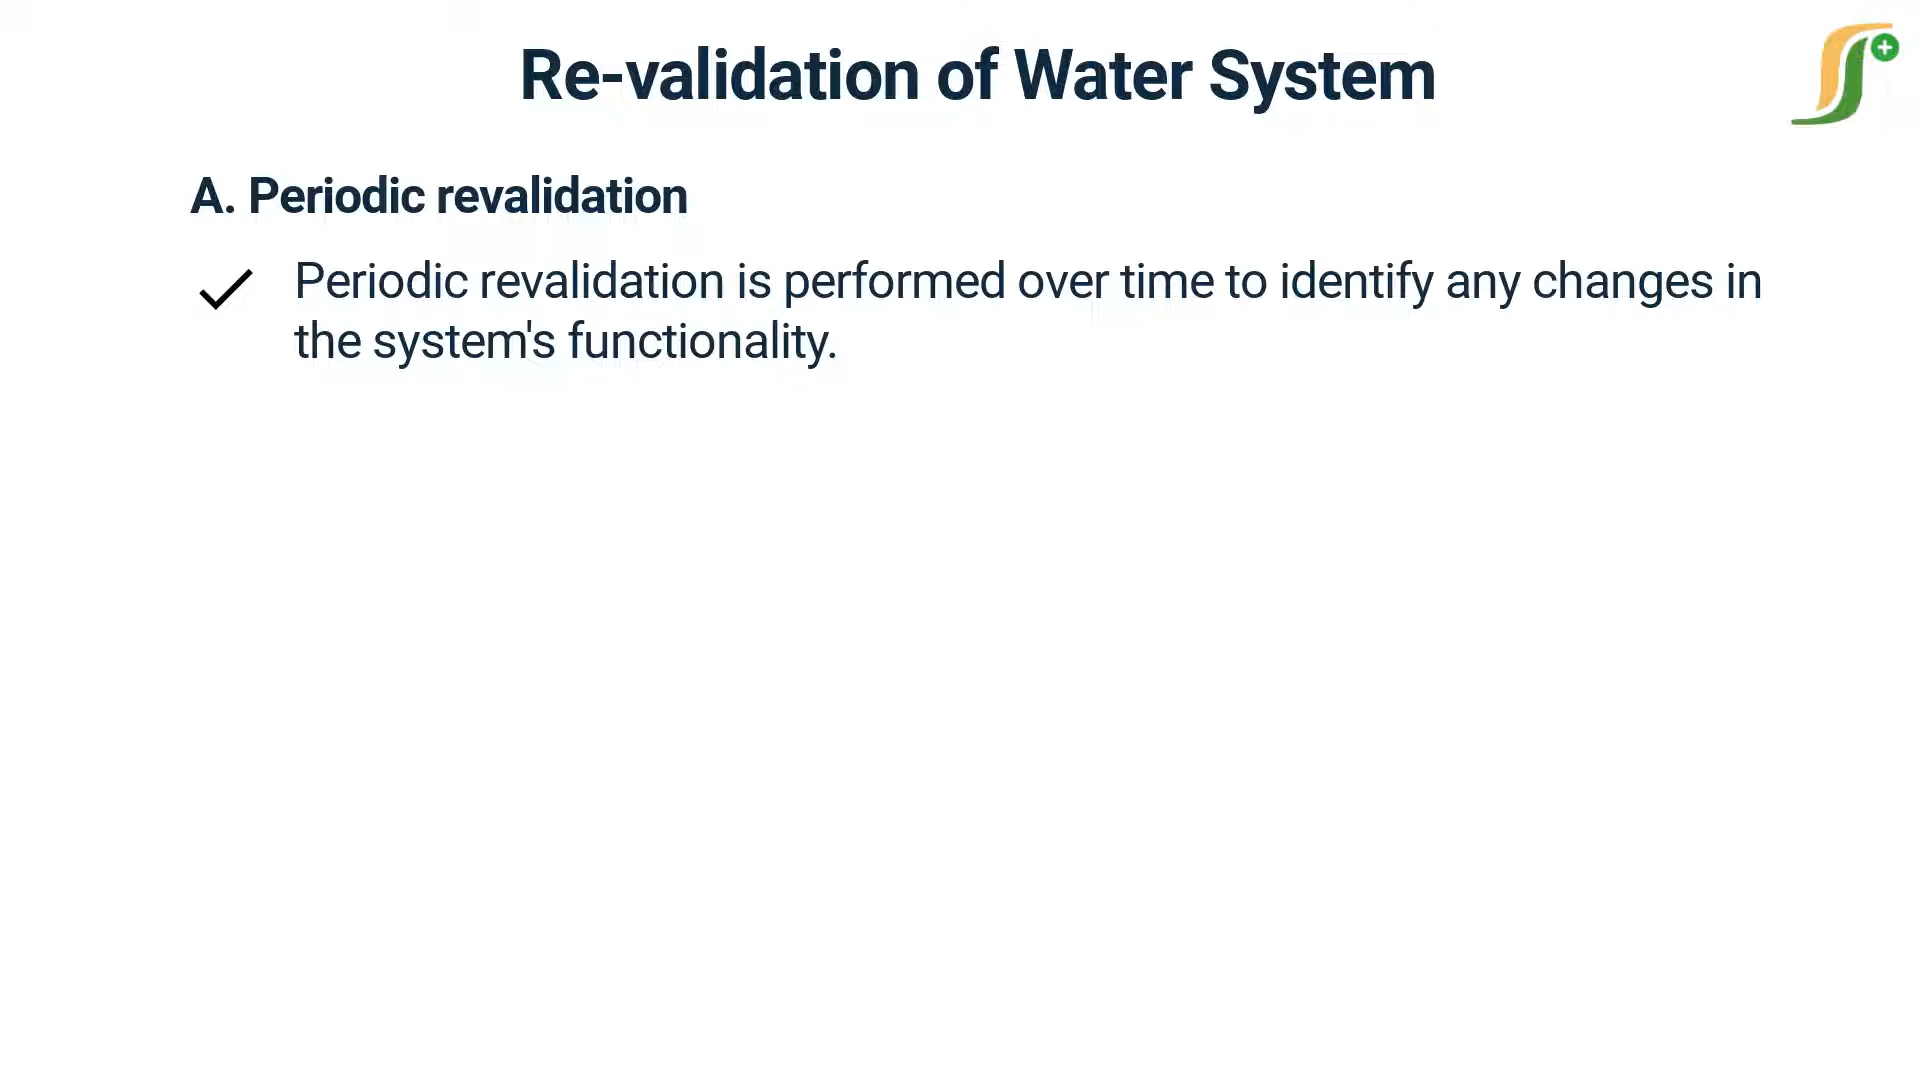 Re-validation of Water System
A. Periodic revalidation
Periodic revalidation is performed over time to identify any changes in
the system's functionality.